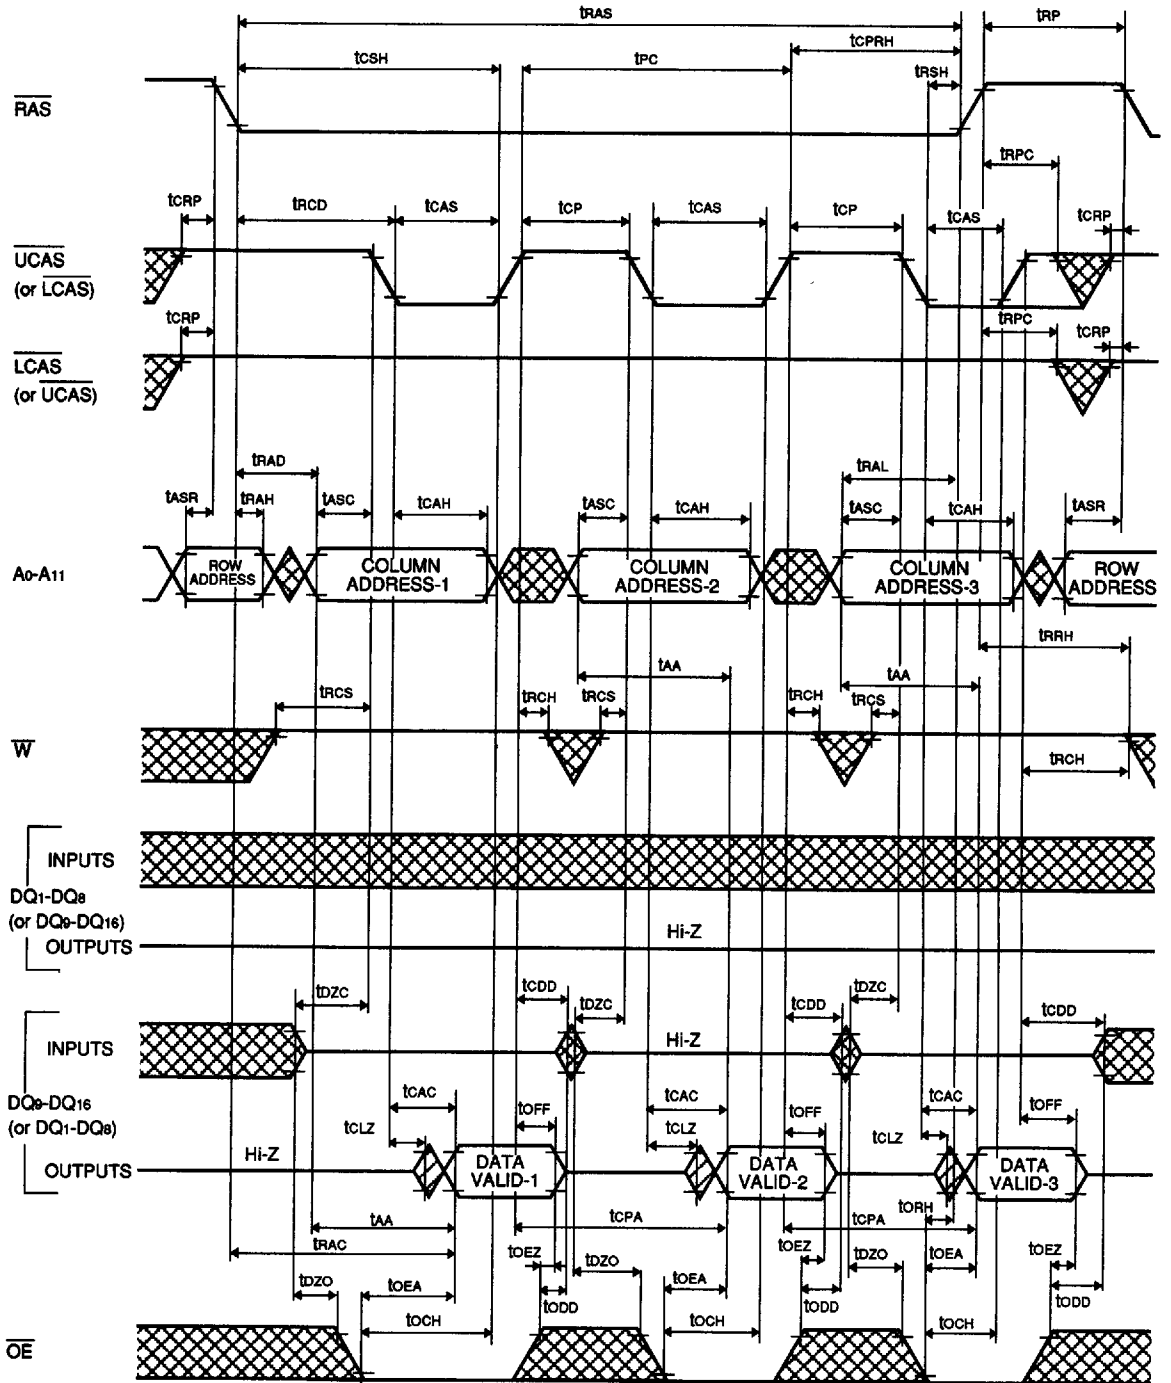 tRAS
tRP
tCPRH
tCSH
tPC
tRSH
RAS
tRPC
tCRP
tRCD
tCAS
tCP
tCAS
tCP
tCAS
tCRP
UCAS
(or LCAS)
tCRP
tRPC
tCRP
LCAS
(or UCAS)
tRAD
tRAL
tASR
tRAH
tASC
tCAH
tASC
tCAH
tASC
tCAH
tASR
A0-A11
ROW ADDRESS
COLUMN ADDRESS-1
COLUMN ADDRESS-2
COLUMN ADDRESS-3
ROW ADDRESS
tRRH
tAA
tAA
tRCS
tRCH
tRCS
tRCH
tRCS
W
tRCH
INPUTS
DQ1-DQ8
(or DQ9-DQ16)
OUTPUTS
Hi-Z
tDZC
tCDD
tDZC
tCDD
tDZC
tCDD
INPUTS
Hi-Z
DQ9-DQ16
(or DQ1-DQ8)
tCAC
tOFF
tCAC
tOFF
tCAC
tOFF
tCLZ
tCLZ
tCLZ
OUTPUTS
Hi-Z
DATA VALID-1
DATA VALID-2
DATA VALID-3
tORH
tAA
tCPA
tCPA
tRAC
tOEZ
tOEZ
tOEA
tOEZ
tDZO
tOEA
tDZO
tOEA
tDZO
tODD
tODD
tODD
tOCH
tOCH
tOCH
OE